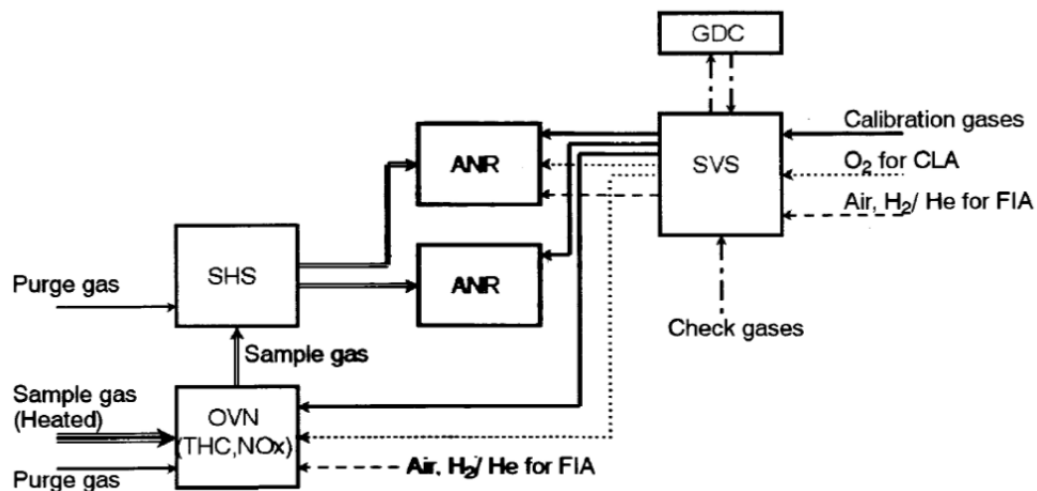 GDC
Calibration gases
SVS
O₂ for CLA
Air, H₂/ He for FIA
ANR
ANR
SHS
Purge gas
Check gases
Sample gas
Sample gas
(Heated)
OVN
(THC,NOx)
Air, H₂/ He for FIA
Purge gas